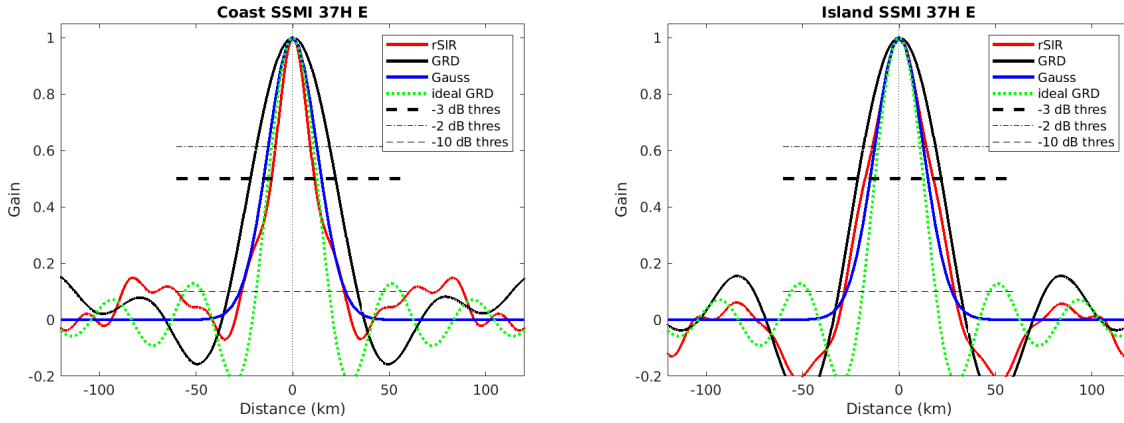 Coast SSMI 37H E
1
0.8
0.6
0.4
0.2
0
-0.2
Gain
-100
-50
0
50
100
Distance (km)
rSIR
GRD
Gauss
ideal GRD
-3 dB thres
-2 dB thres
-10 dB thres
Island SSMI 37H E
1
0.8
0.6
0.4
0.2
0
-0.2
Gain
-100
-50
0
50
100
Distance (km)
rSIR
GRD
Gauss
ideal GRD
-3 dB thres
-2 dB thres
-10 dB thres